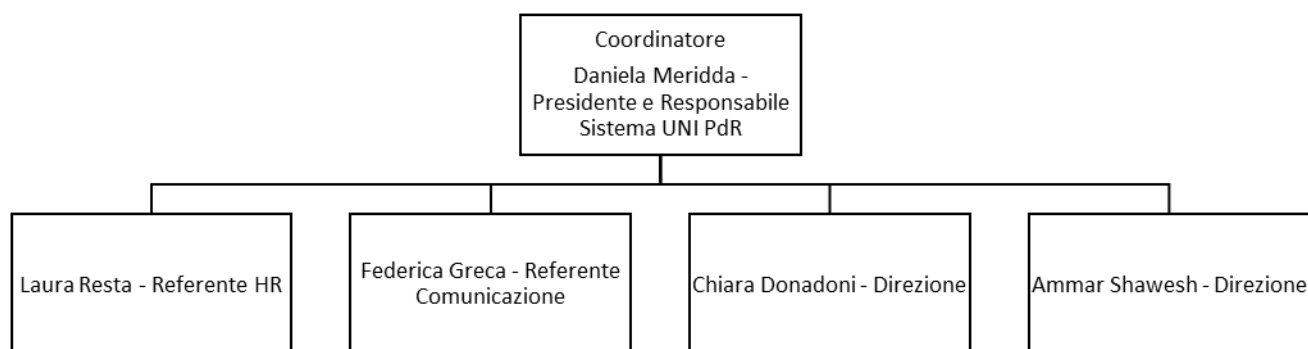 Coordinatore
Daniela Meridda -
Presidente e Responsabile
Sistema UNI PdR
Laura Resta - Referente HR
Federica Greca - Referente
Comunicazione
Chiara Donadoni - Direzione
Ammar Shawesh - Direzione